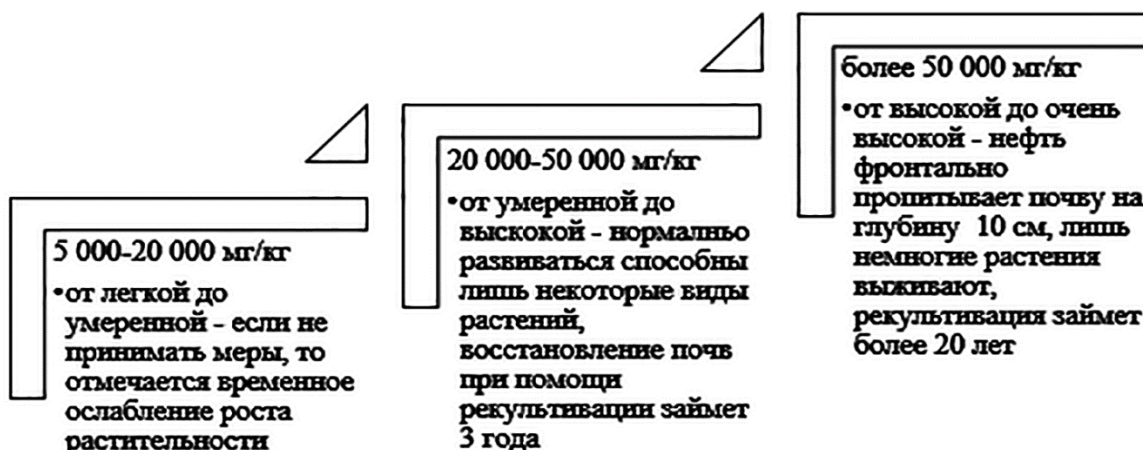 5 000-20 000 мг/кг
•от легкой до
умеренной - если не
принимать меры, то
отмечается временное
ослабление роста
растительности
20 000-50 000 мг/кг
•от умеренной до
выскокой - нормалньо
развиваться способны
лишь некоторые виды
растений,
восстановление почв
при помощи
рекультивации займет
3 года
более 50 000 мг/кг
•от высокой до очень
высокой - нефть
фронтально
пропитывает почву на
глубину 10 см, лишь
немногие растения
выживают,
рекультивация займет
более 20 лет